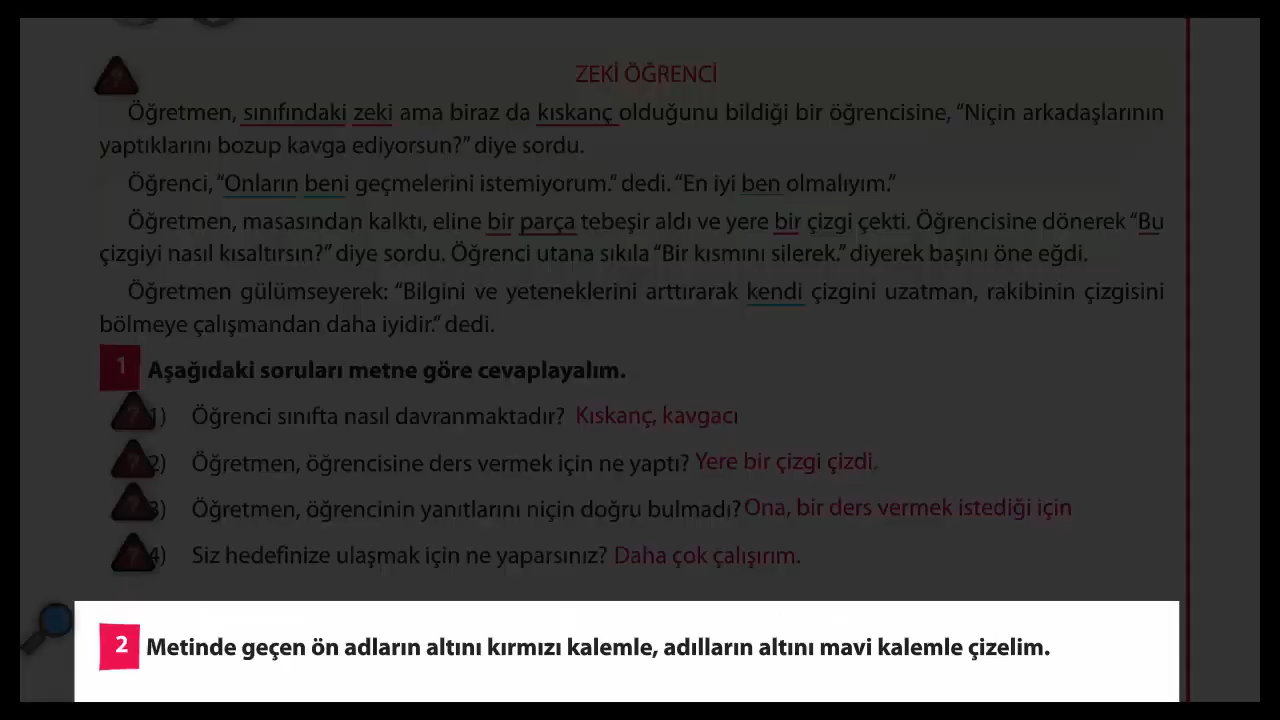 ZEKİ ÖĞRENCİ
Öğretmen, sınıfındaki zeki ama biraz da kıskanç olduğunu bildiği bir öğrencisine, “Niçin arkadaşlarının
yaptıklarını bozup kavga ediyorsun?” diye sordu.
Öğrenci, “Onların beni geçmelerini istemiyorum.” dedi. “En iyi ben olmalıyım.”
Öğretmen, masasından kalktı, eline bir parça tebeşir aldı ve yere bir çizgi çekti. Öğrencisine dönerek “Bu
çizgiyi nasıl kısaltırsın?” diye sordu. Öğrenci utana sıkıla “Bir kısmını silerek.” diyerek başını öne eğdi.
Öğretmen gülümseyerek: “Bilgini ve yeteneklerini arttırarak kendi çizgini uzatman, rakibinin çizgisini
bölmeye çalışmandan daha iyidir.” dedi.
1 Aşağıdaki soruları metne göre cevaplayalım.
1) Öğrenci sınıfta nasıl davranmaktadır? Kıskanç, kavgacı
2) Öğretmen, öğrencisine ders vermek için ne yaptı? Yere bir çizgi çizdi.
3) Öğretmen, öğrencinin yanıtlarını niçin doğru bulmadı? Ona, bir ders vermek istediği için
4) Siz hedefinize ulaşmak için ne yaparsınız? Daha çok çalışırım.
2 Metinde geçen ön adların altını kırmızı kalemle, adılların altını mavi kalemle çizelim.